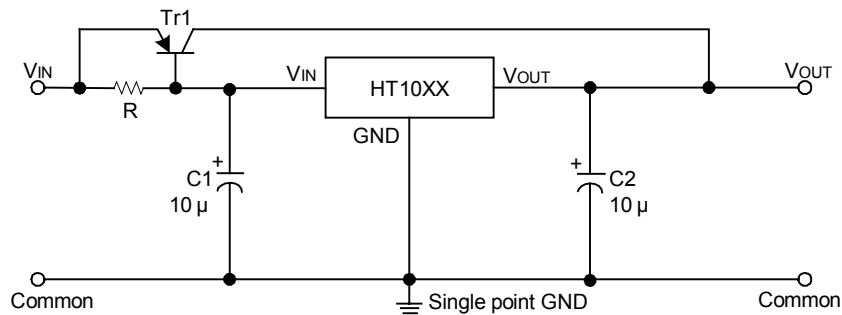 Tr1
VIN
R
VIN
HT10XX
VOUT
VOUT
GND
+
C1
10 µ
+
C2
10 µ
Common
Single point GND
Common